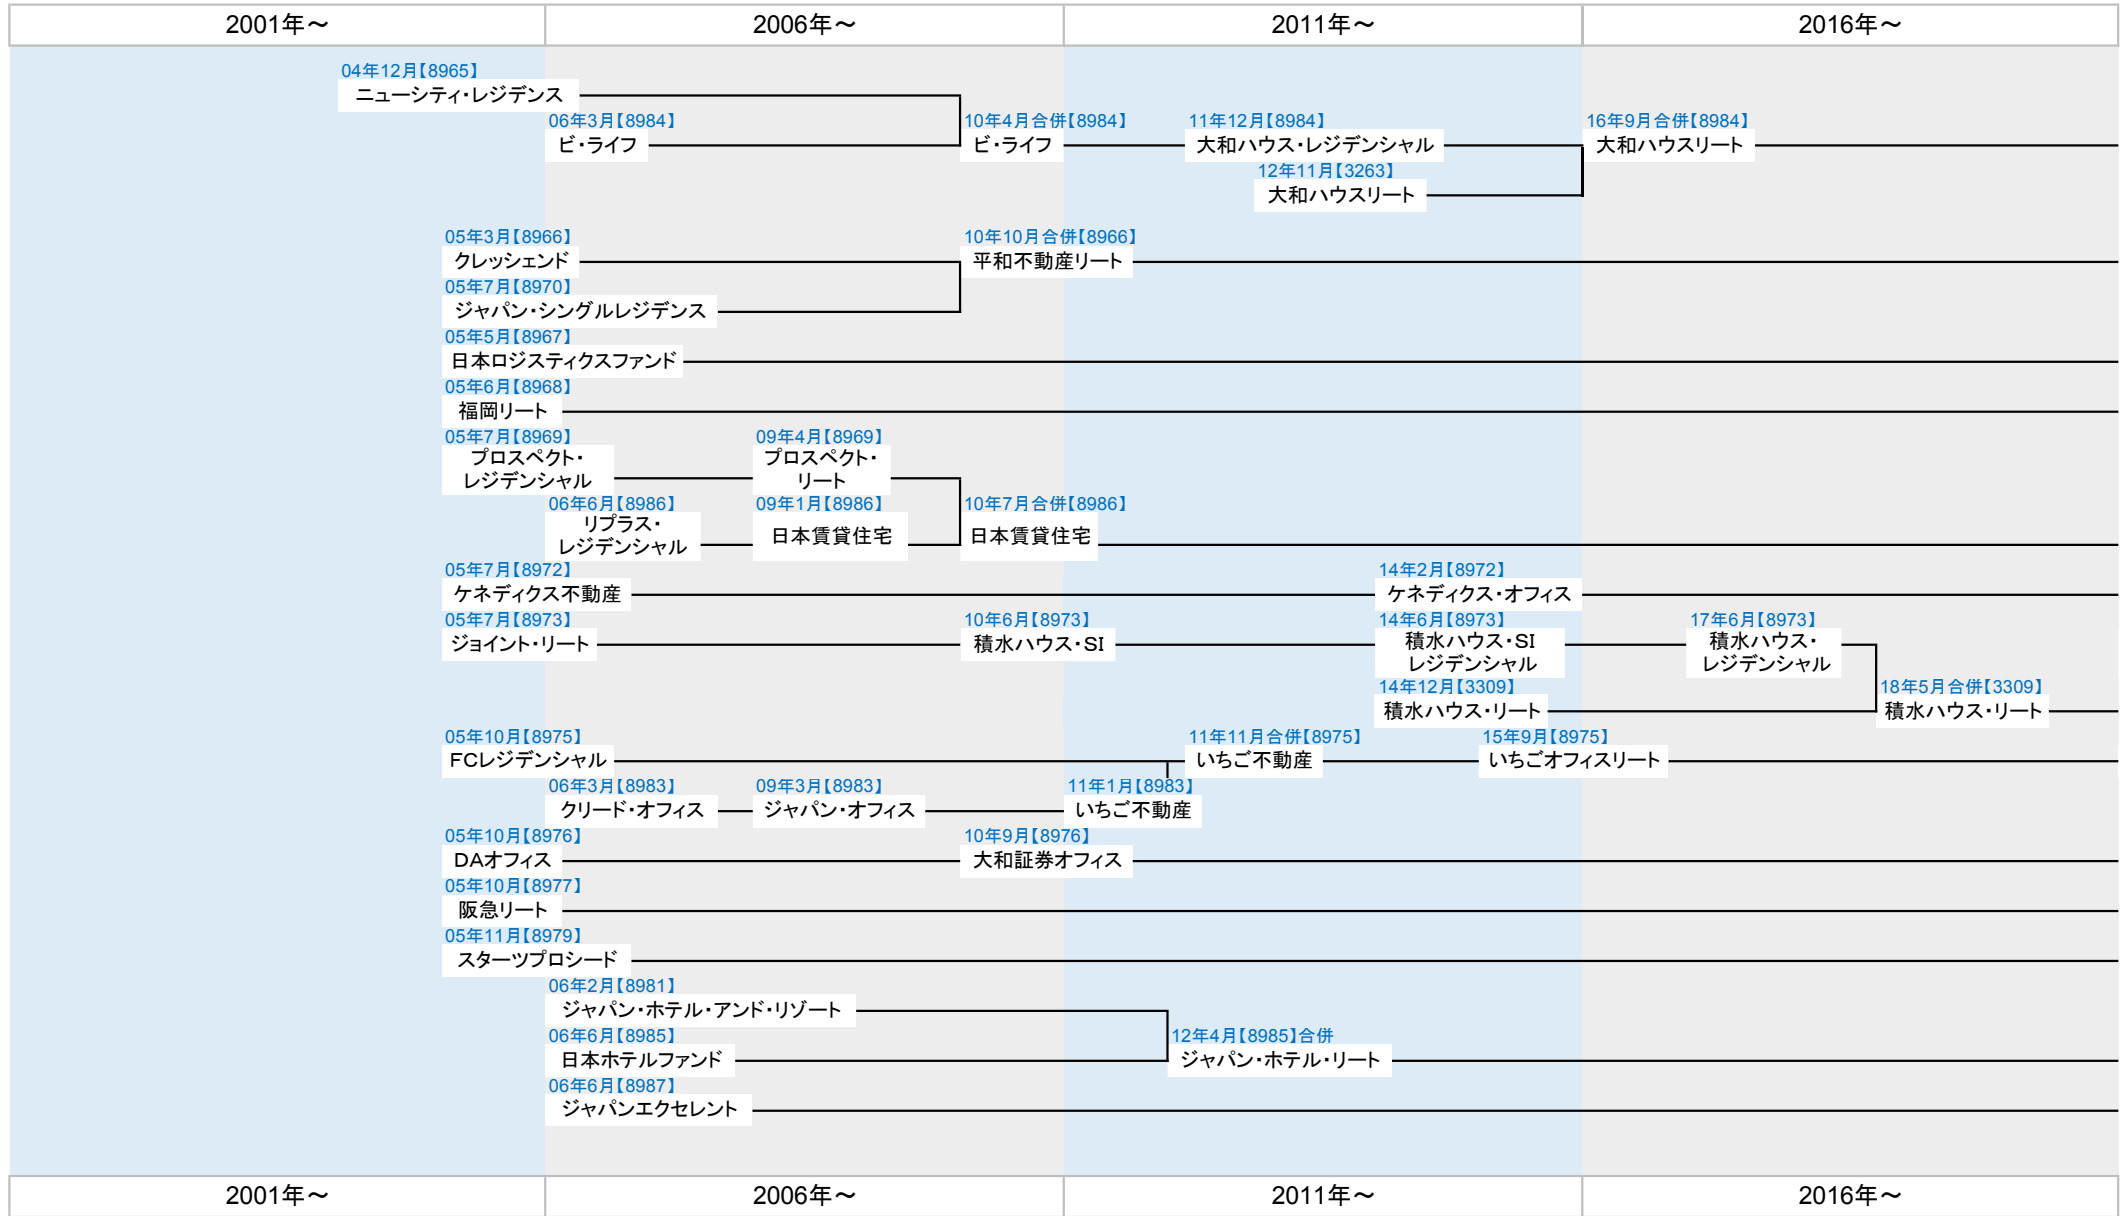 2001年～
2006年～
2011年～
2016年～
04年12月【8965】
ニューシティ・レジデンス
06年3月【8984】
ビ・ライフ
10年4月合併【8984】
ビ・ライフ
11年12月【8984】
大和ハウス・レジデンシャル
16年9月合併【8984】
大和ハウスリート
12年11月【3263】
大和ハウスリート
05年3月【8966】
クレッシェンド
10年10月合併【8966】
平和不動産リート
05年7月【8970】
ジャパン・シングルレジデンス
05年5月【8967】
日本ロジスティクスファンド
05年6月【8968】
福岡リート
05年7月【8969】
プロスペクト・
レジデンシャル
09年4月【8969】
プロスペクト・
リート
06年6月【8986】
リプラス・
レジデンシャル
09年1月【8986】
日本賃貸住宅
10年7月合併【8986】
日本賃貸住宅
05年7月【8972】
ケネディクス不動産
14年2月【8972】
ケネディクス・オフィス
05年7月【8973】
ジョイント・リート
10年6月【8973】
積水ハウス・SI
14年6月【8973】
積水ハウス・SI
レジデンシャル
17年6月【8973】
積水ハウス・
レジデンシャル
14年12月【3309】
積水ハウス・リート
18年5月合併【3309】
積水ハウス・リート
05年10月【8975】
FCレジデンシャル
11年11月合併【8975】
いちご不動産
15年9月【8975】
いちごオフィスリート
06年3月【8983】
クリード・オフィス
09年3月【8983】
ジャパン・オフィス
11年1月【8983】
いちご不動産
05年10月【8976】
DAオフィス
10年9月【8976】
大和証券オフィス
05年10月【8977】
阪急リート
05年11月【8979】
スターツプロシード
06年2月【8981】
ジャパン・ホテル・アンド・リゾート
06年6月【8985】
日本ホテルファンド
12年4月【8985】合併
ジャパン・ホテル・リート
06年6月【8987】
ジャパンエクセレント
2001年～
2006年～
2011年～
2016年～